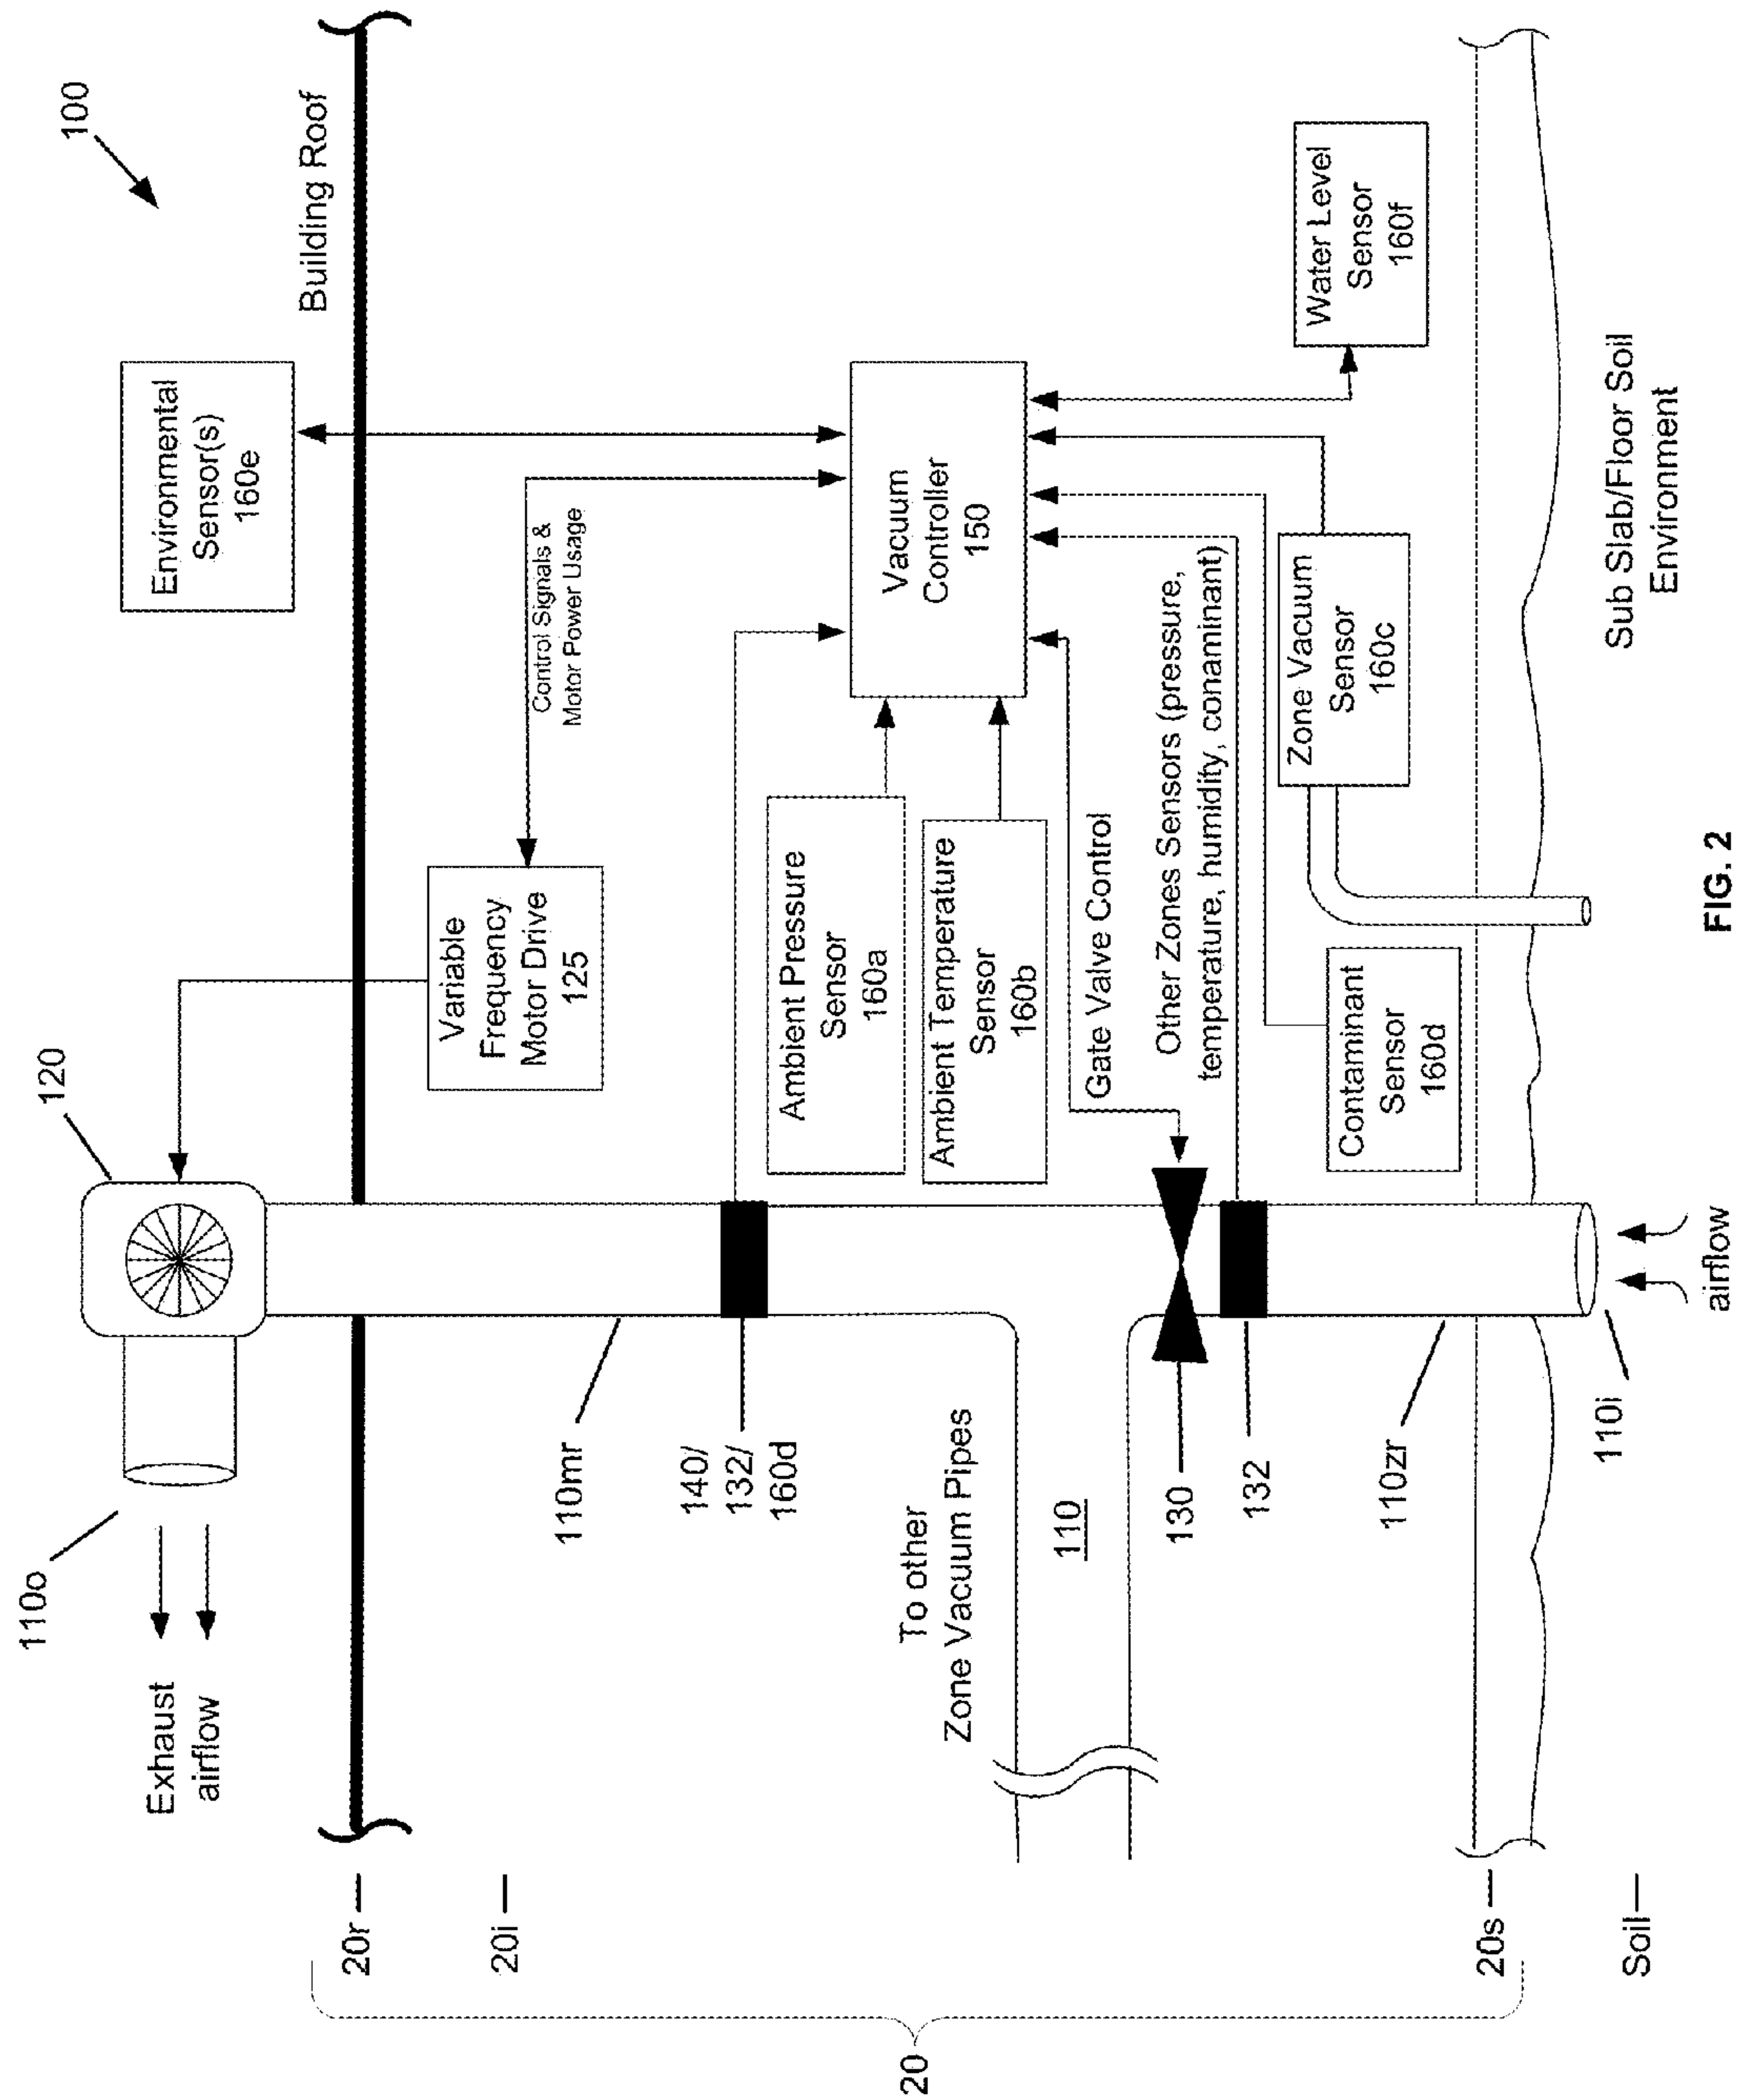 100
110o
120
Exhaust
airflow
Environmental
Sensor(s)
160e
20r
Building Roof
20i
Variable
Frequency
Motor Drive
125
Control Signals &
Motor Power Usage
110mr
140/
132/
160d
Ambient Pressure
Sensor
160a
Vacuum
Controller
150
To other
Zone Vacuum Pipes
Ambient Temperature
Sensor
160b
110
Gate Valve Control
130
Other Zones Sensors (pressure,
temperature, humidity, conaminant)
132
Zone Vacuum
Sensor
160c
Water Level
Sensor
160f
Contaminant
Sensor
160d
110zr
20s
20
110i
Soil
airflow
Sub Slab/Floor Soil
Environment
FIG. 2